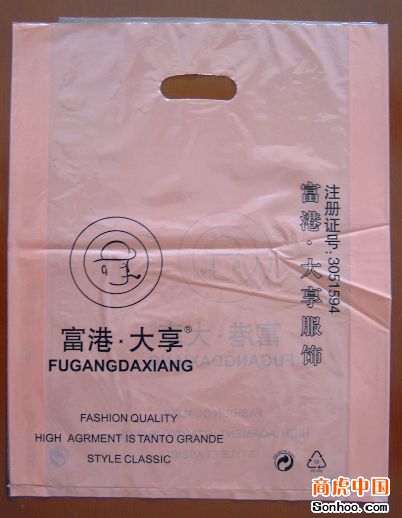 富港·大享®
FUGANGDAXIANG
FASHION QUALITY
HIGH AGRMENT IS TANTO GRANDE
STYLE CLASSIC
注册证号:3051594
富港·大享服饰
商虎中国
Sonhoo.com